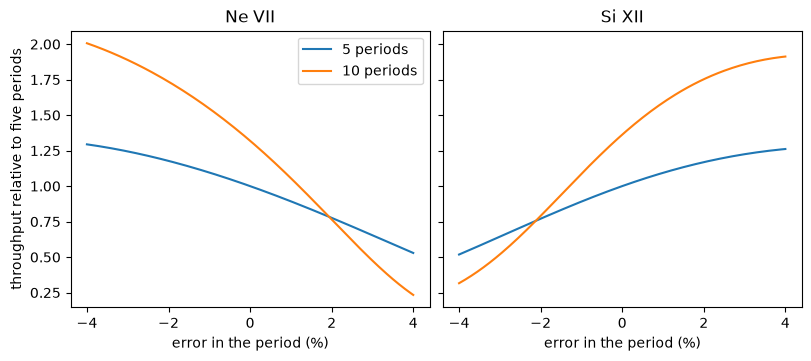 Ne VII
Si XII
throughput relative to five periods
2.00
1.75
1.50
1.25
1.00
0.75
0.50
0.25
5 periods
10 periods
−4
−2
0
2
4
−4
−2
0
2
4
error in the period (%)
error in the period (%)